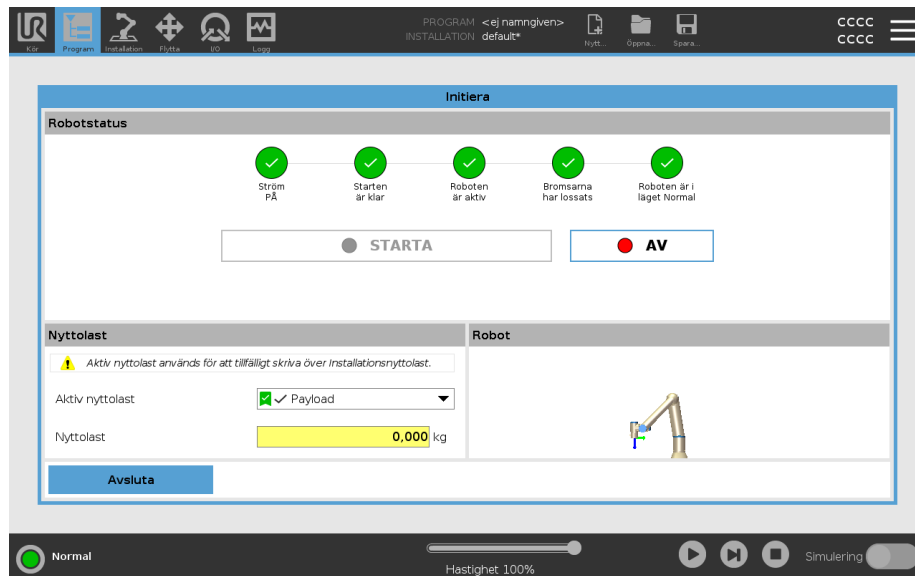 UR
PROGRAM <ej namngiven>
INSTALLATION default*
CCCC
CCCC
Kör
Program
Installation
Flytta
I/O
Logg
Nytt...
Öppna...
Spara...
Initiera
Robotstatus
Ström
PÅ
Starten
är klar
Roboten
är aktiv
Bromsarna
har lossats
Roboten är i
läget Normal
STARTA
AV
Nyttolast
Robot
Aktiv nyttolast används för att tillfälligt skriva över Installationsnyttolast.
Aktiv nyttolast
Payload
Nyttolast
0,000 kg
Avsluta
Normal
Hastighet 100%
Simulering